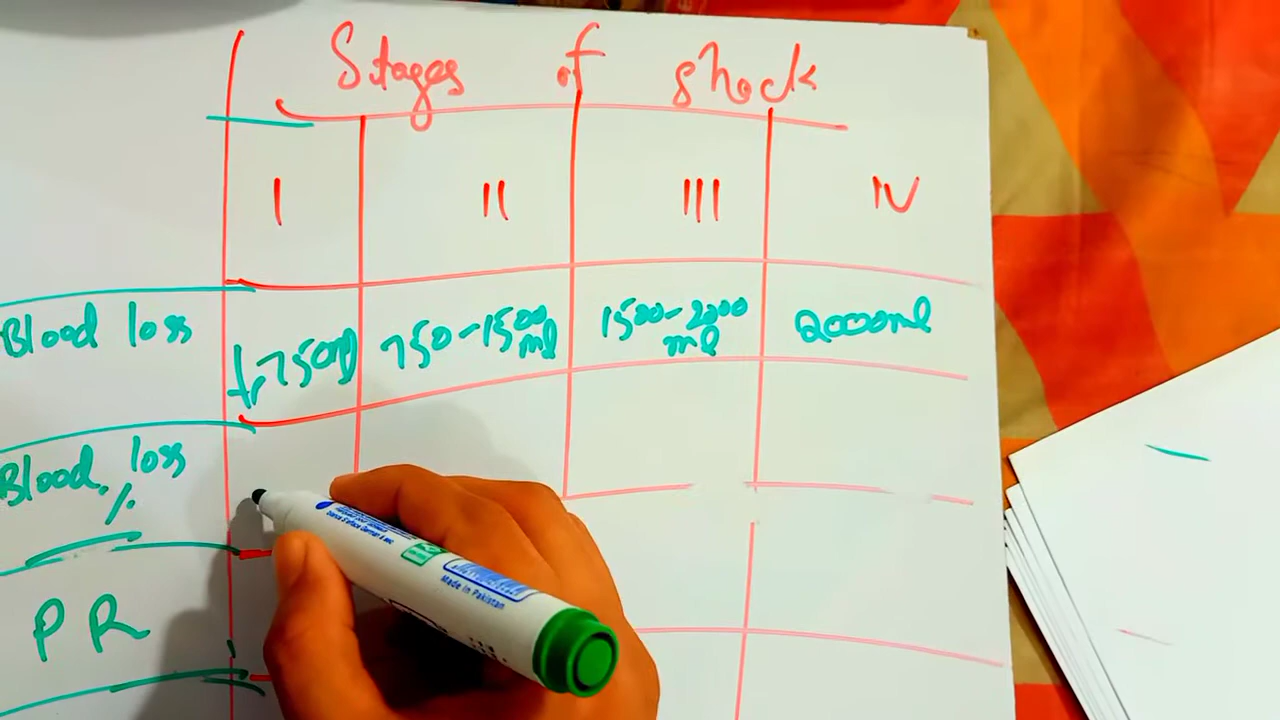 Stages of shock
I II III IV
Blood loss 750ml 750-1500 ml 1500-2000 ml 2000ml
Blood loss %
PR
Made in Pakistan